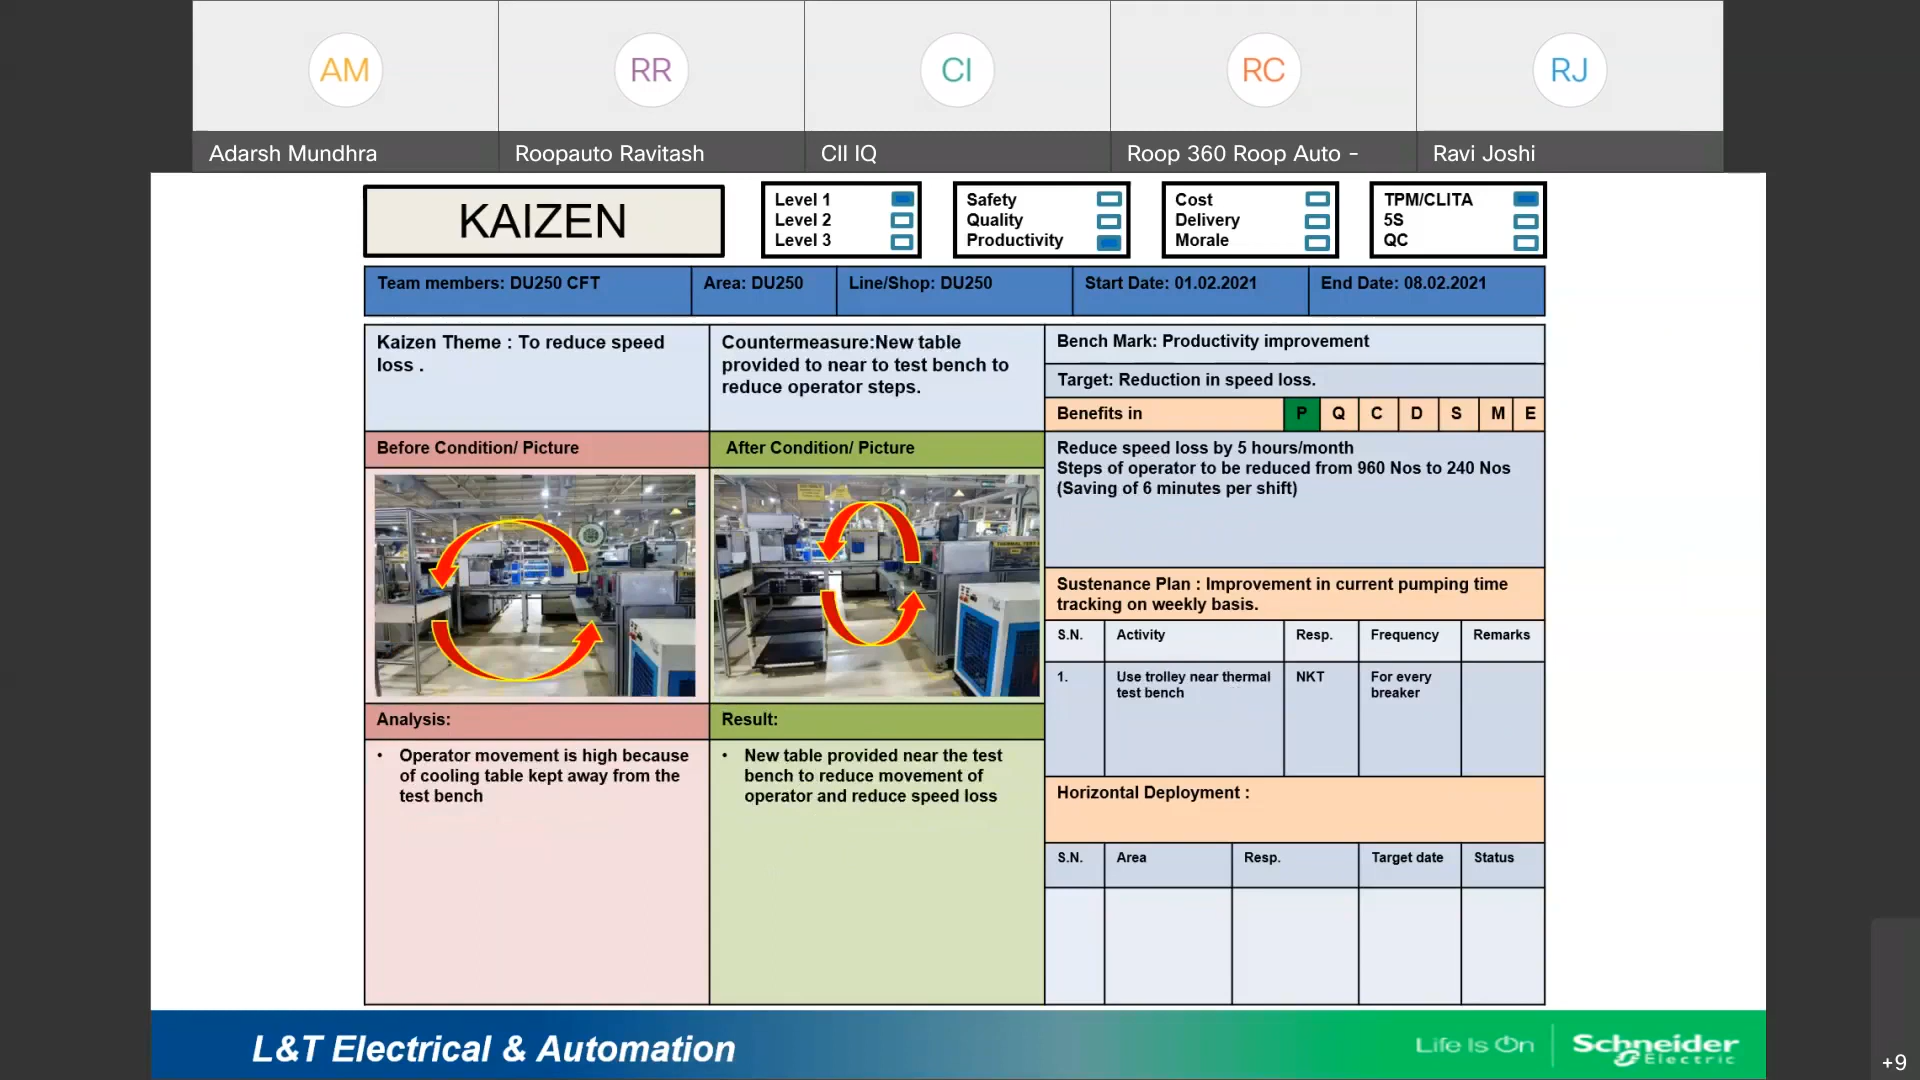 AM
RR
CI
RC
RJ
Adarsh Mundhra
Roopauto Ravitash
CII IQ
Roop 360 Roop Auto -
Ravi Joshi
KAIZEN
Level 1
Level 2
Level 3
Safety
Quality
Productivity
Cost
Delivery
Morale
TPM/CLITA
5S
QC
Team members: DU250 CFT
Area: DU250
Line/Shop: DU250
Start Date: 01.02.2021
End Date: 08.02.2021
Kaizen Theme : To reduce speed
loss .
Countermeasure:New table
provided to near to test bench to
reduce operator steps.
Bench Mark: Productivity improvement
Target: Reduction in speed loss.
Benefits in
P
Q
C
D
S
M
E
Before Condition/ Picture
After Condition/ Picture
Reduce speed loss by 5 hours/month
Steps of operator to be reduced from 960 Nos to 240 Nos
(Saving of 6 minutes per shift)
Sustenance Plan : Improvement in current pumping time
tracking on weekly basis.
S.N.
Activity
Resp.
Frequency
Remarks
1.
Use trolley near thermal
test bench
NKT
For every
breaker
Analysis:
Result:
• Operator movement is high because
of cooling table kept away from the
test bench
• New table provided near the test
bench to reduce movement of
operator and reduce speed loss
Horizontal Deployment :
S.N.
Area
Resp.
Target date
Status
L&T Electrical & Automation
Life Is On
Schneider
Electric
+9